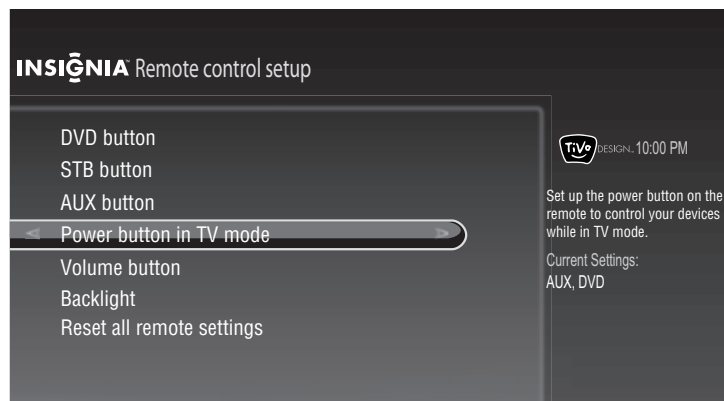 INSIGNIA™ Remote control setup
DVD button
STB button
AUX button
Power button in TV mode
Volume button
Backlight
Reset all remote settings
TiVo DESIGN™ 10:00 PM
Set up the power button on the
remote to control your devices
while in TV mode.
Current Settings:
AUX, DVD